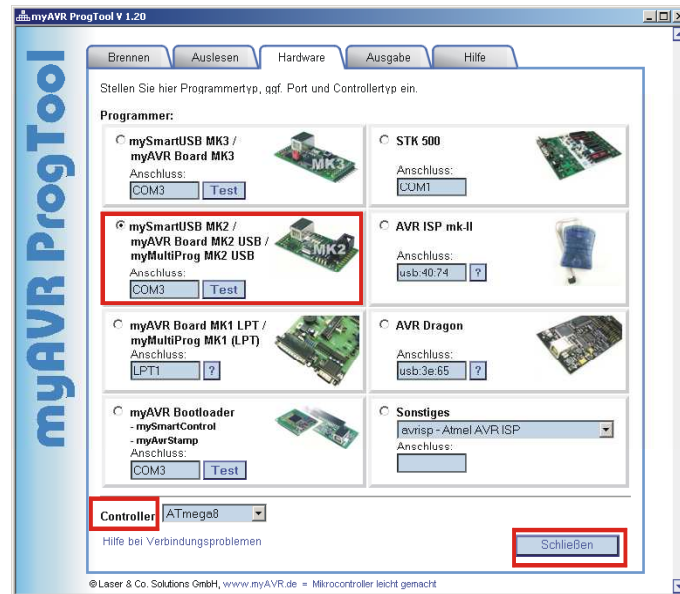 myAVR ProgTool V 1.20
myAVR ProgTool
Brennen
Auslesen
Hardware
Ausgabe
Hilfe
Stellen Sie hier Programmertyp, ggf. Port und Controllertyp ein.
Programmer:
mySmartUSB MK3 /
myAVR Board MK3
Anschluss:
COM3 Test
MK3
STK 500
Anschluss:
COM1
mySmartUSB MK2 /
myAVR Board MK2 USB /
myMultiProg MK2 USB
Anschluss:
COM3 Test
MK2
AVR ISP mk-II
Anschluss:
usb:40:74 ?
myAVR Board MK1 LPT /
myMultiProg MK1 (LPT)
Anschluss:
LPT1 ?
AVR Dragon
Anschluss:
usb:3e:65 ?
myAVR Bootloader
- mySmartControl
- myAvrStamp
Anschluss:
COM3 Test
Sonstiges
avrisp - Atmel AVR ISP
Anschluss:
Controller ATmega8
Hilfe bei Verbindungsproblemen
Schließen
© Laser & Co. Solutions GmbH, www.myAVR.de = Mikrocontroller leicht gemacht